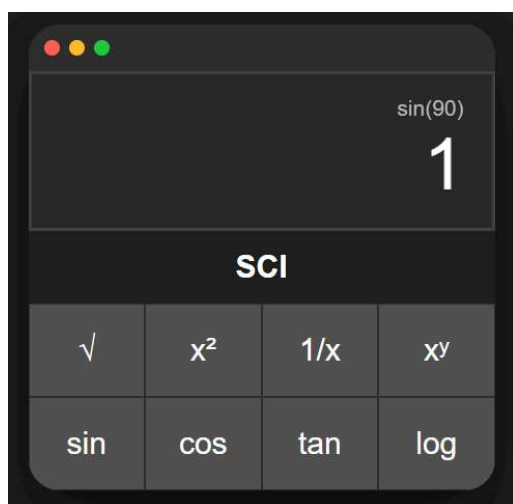 sin(90)
1
SCI
√ x² 1/x xʸ
sin cos tan log